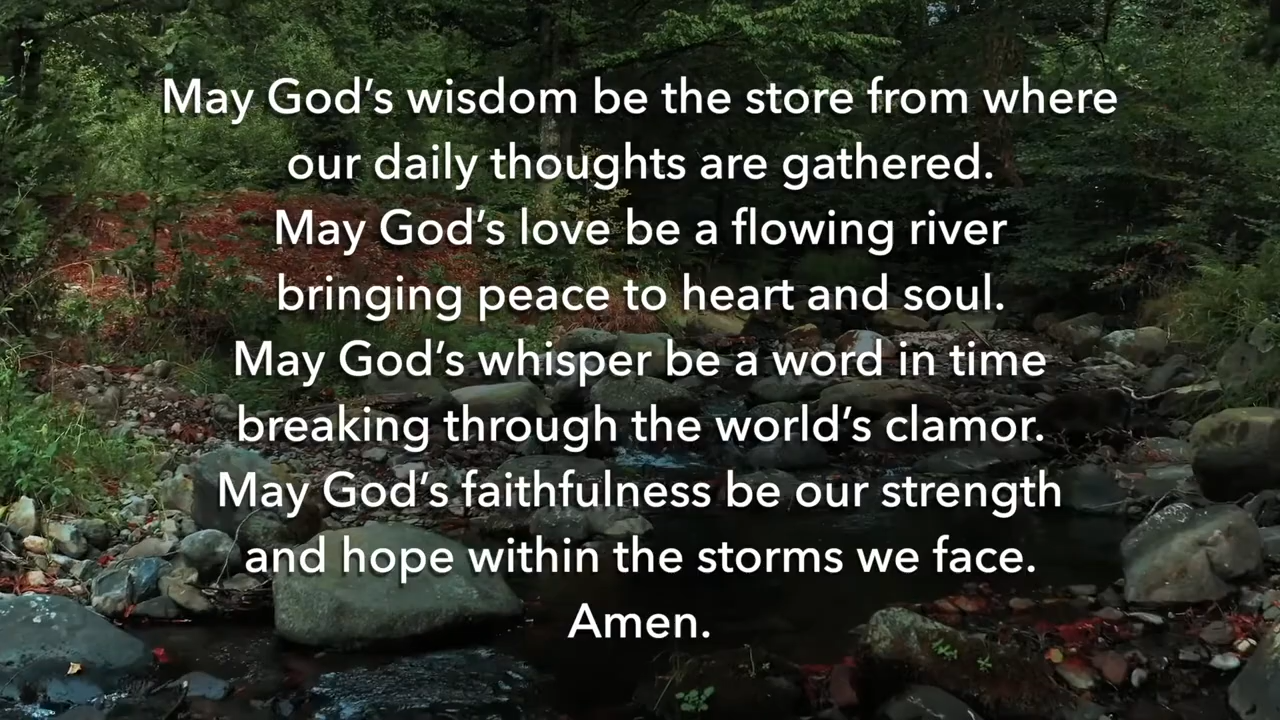 May God’s wisdom be the store from where
our daily thoughts are gathered.
May God’s love be a flowing river
bringing peace to heart and soul.
May God’s whisper be a word in time
breaking through the world’s clamor.
May God’s faithfulness be our strength
and hope within the storms we face.
Amen.